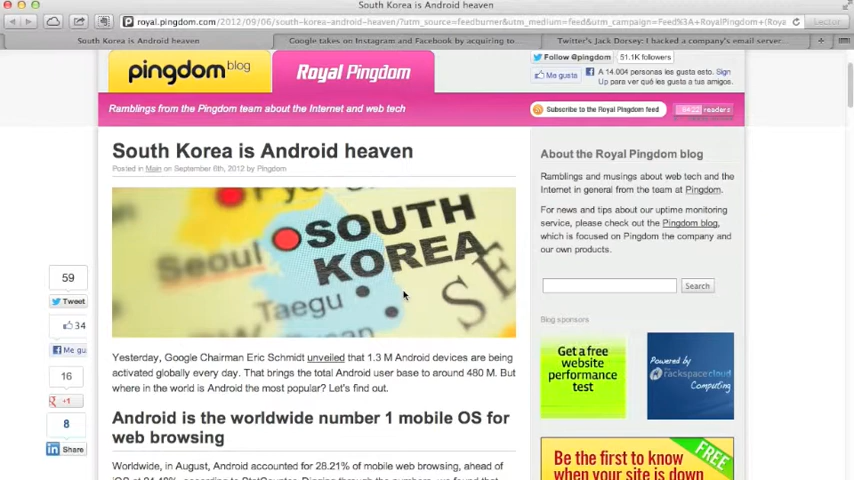 South Korea is Android heaven
royal.pingdom.com/2012/09/06/south-korea-android-heaven/?utm_source=feedburner&utm_medium=feed&utm_campaign=Feed%3A+RoyalPingdom+(Roya
Lector
South Korea is Android heaven
Google takes on Instagram and Facebook by acquiring to...
Twitter's Jack Dorsey: I hacked a company's email server...
pingdom blog
Royal Pingdom
Follow @pingdom
51.1K followers
Me gusta
A 14.004 personas les gusta esto. Sign
Up para ver qué les gusta a tus amigos.
Ramblings from the Pingdom team about the Internet and web tech
Subscribe to the Royal Pingdom feed
readers
South Korea is Android heaven
Posted in Main on September 6th, 2012 by Pingdom
SOUTH
KOREA
Seoul
Taegu
SE
59
Tweet
34
Me gu
16
+1
8
Share
Yesterday, Google Chairman Eric Schmidt unveiled that 1.3 M Android devices are being
activated globally every day. That brings the total Android user base to around 480 M. But
where in the world is Android the most popular? Let's find out.
Android is the worldwide number 1 mobile OS for
web browsing
Worldwide, in August, Android accounted for 28.21% of mobile web browsing, ahead of
About the Royal Pingdom blog
Ramblings and musings about web tech and the
Internet in general from the team at Pingdom.
For news and tips about our uptime monitoring
service, please check out the Pingdom blog,
which is focused on Pingdom the company and
our own products.
Search
Blog sponsors
Get a free
website
performance
test
Powered by
rackspacecloud
Computing
Be the first to know
when your site is down
FREE